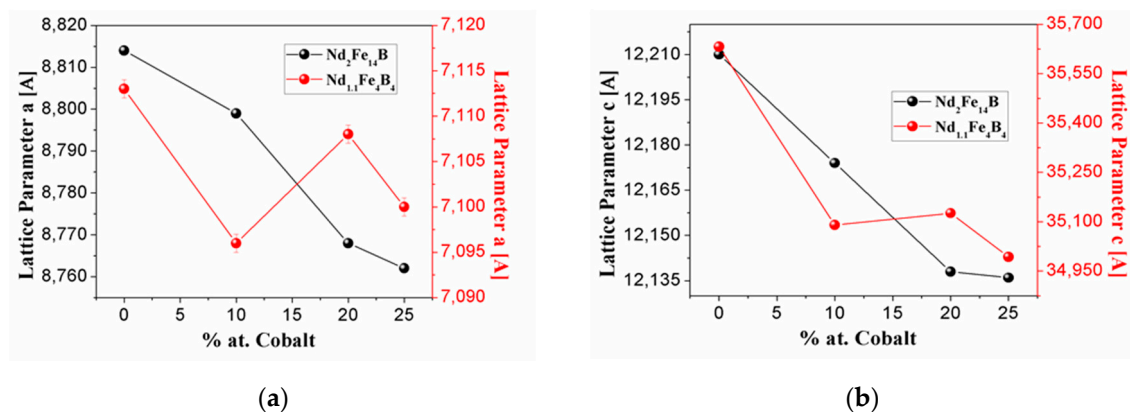 8,820
8,810
8,800
8,790
8,780
8,770
8,760
Lattice Parameter a [A]
Nd2Fe14B
Nd1.1Fe4B4
7,120
7,115
7,110
7,105
7,100
7,095
7,090
Lattice Parameter a [A]
0 5 10 15 20 25
% at. Cobalt
(a)
12,210
12,195
12,180
12,165
12,150
12,135
Lattice Parameter c [A]
Nd2Fe14B
Nd1.1Fe4B4
35,700
35,550
35,400
35,250
35,100
34,950
Lattice Parameter c [A]
0 5 10 15 20 25
% at. Cobalt
(b)